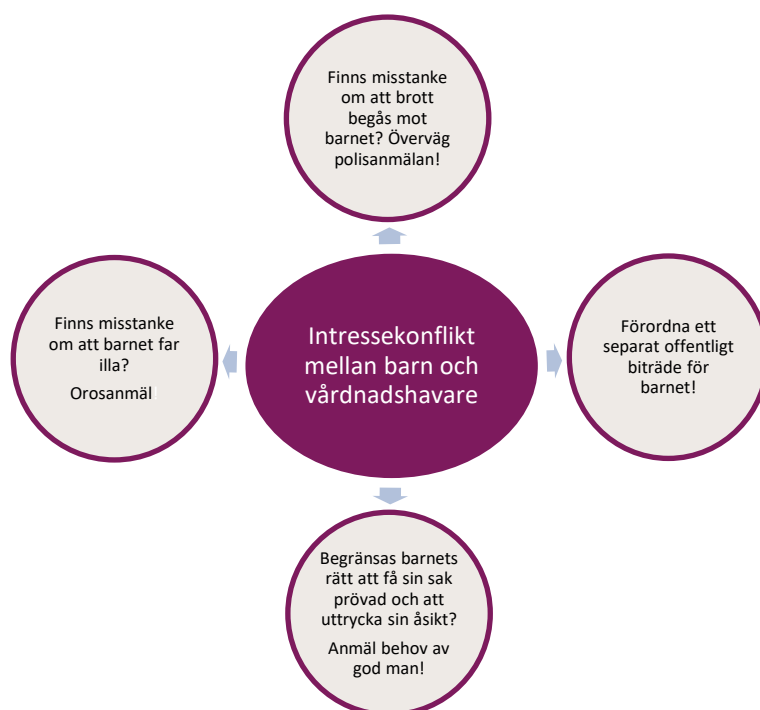 Finns misstanke
om att brott
begås mot
barnet? Överväg
polisanmälan!
Finns misstanke
om att barnet far
illa?
Orosanmäl!
Intressekonflikt
mellan barn och
vårdnadshavare
Förordna ett
separat offentligt
biträde för
barnet!
Begränsas barnets
rätt att få sin sak
prövad och att
uttrycka sin åsikt?
Anmäl behov av
god man!